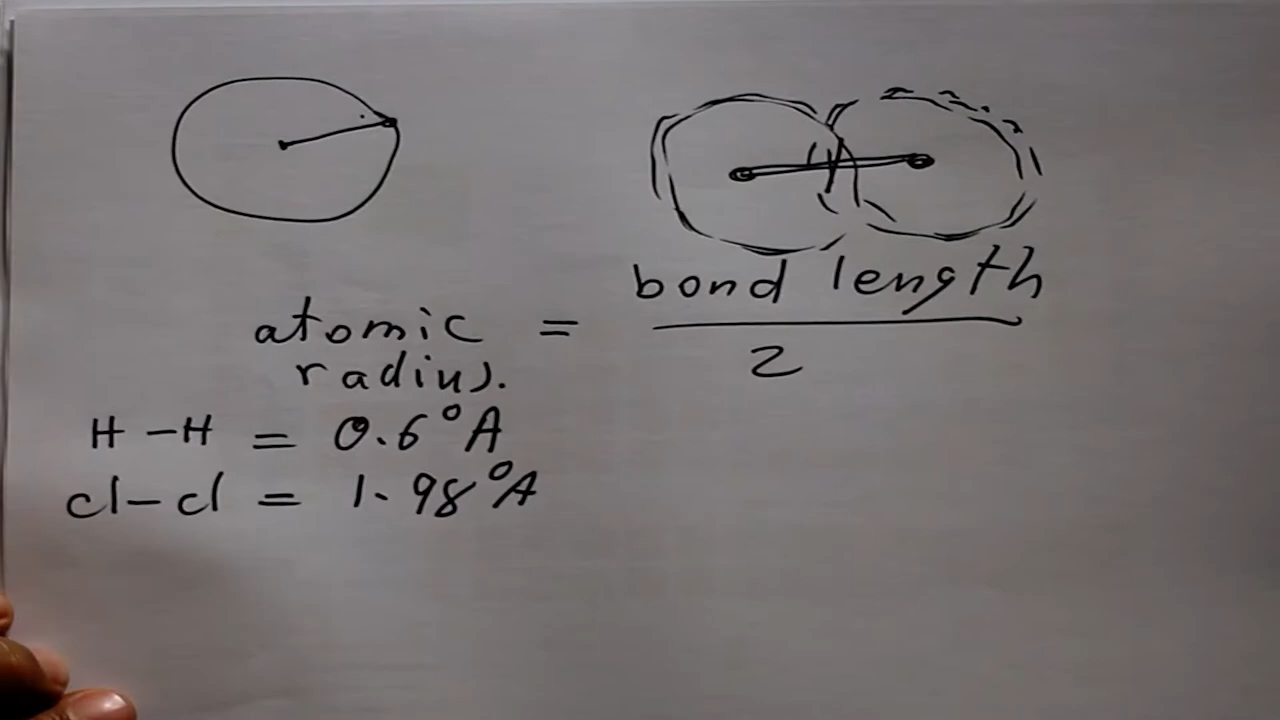 bond length
atomic = 2
radius.
H-H = 0.6°A
cl-cl = 1.98°A